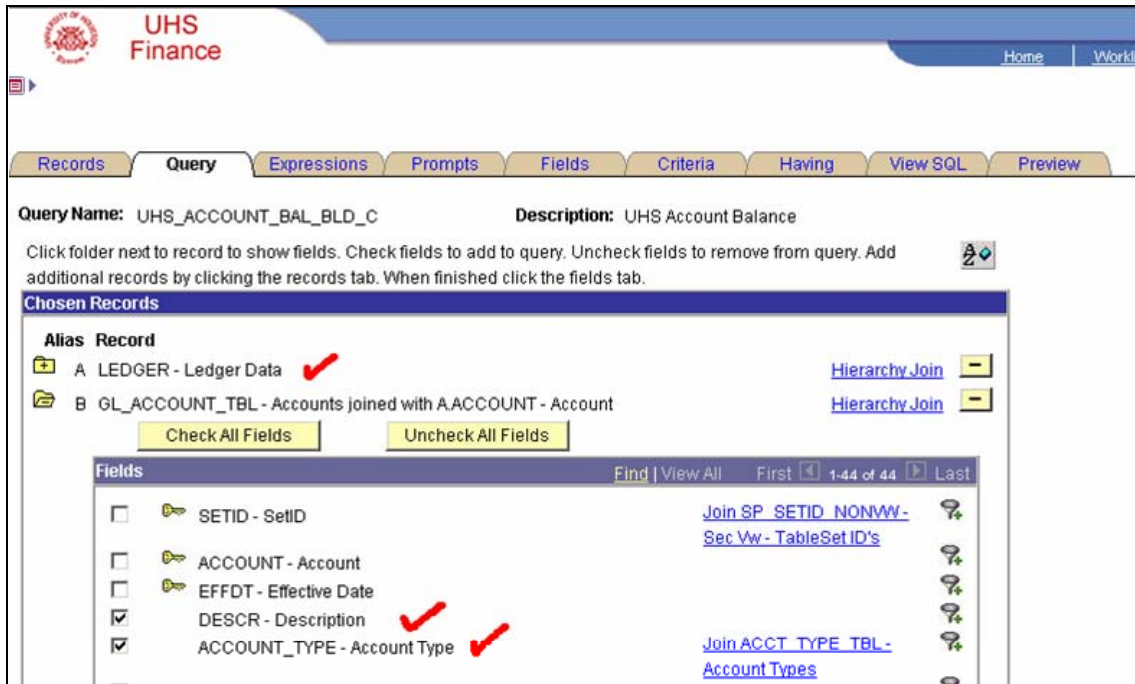 UHS
Finance
Home
Workl
Records Query Expressions Prompts Fields Criteria Having View SQL Preview
Query Name: UHS_ACCOUNT_BAL_BLD_C Description: UHS Account Balance
Click folder next to record to show fields. Check fields to add to query. Uncheck fields to remove from query. Add
additional records by clicking the records tab. When finished click the fields tab.
Chosen Records
Alias Record
A LEDGER - Ledger Data Hierarchy Join
B GL_ACCOUNT_TBL - Accounts joined with A.ACCOUNT - Account Hierarchy Join
Check All Fields Uncheck All Fields
Fields Find | View All First 1-44 of 44 Last
SETID - SetID Join SP_SETID_NONVW -
Sec Vw - TableSet ID's
ACCOUNT - Account
EFFDT - Effective Date
DESCR - Description
ACCOUNT_TYPE - Account Type Join ACCT_TYPE_TBL -
Account Types